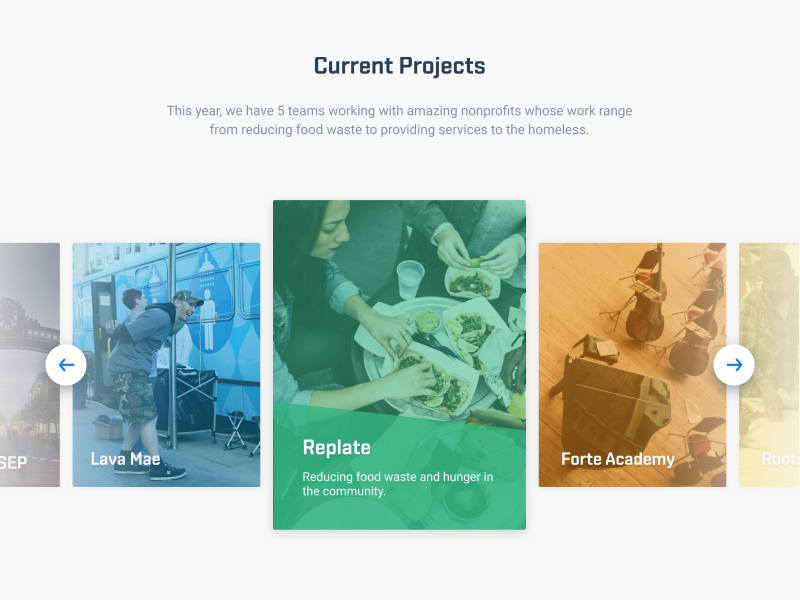 Current Projects
This year, we have 5 teams working with amazing nonprofits whose work range
from reducing food waste to providing services to the homeless.
SEP
Lava Mae
Replate
Reducing food waste and hunger in
the community.
Forte Academy
Roots